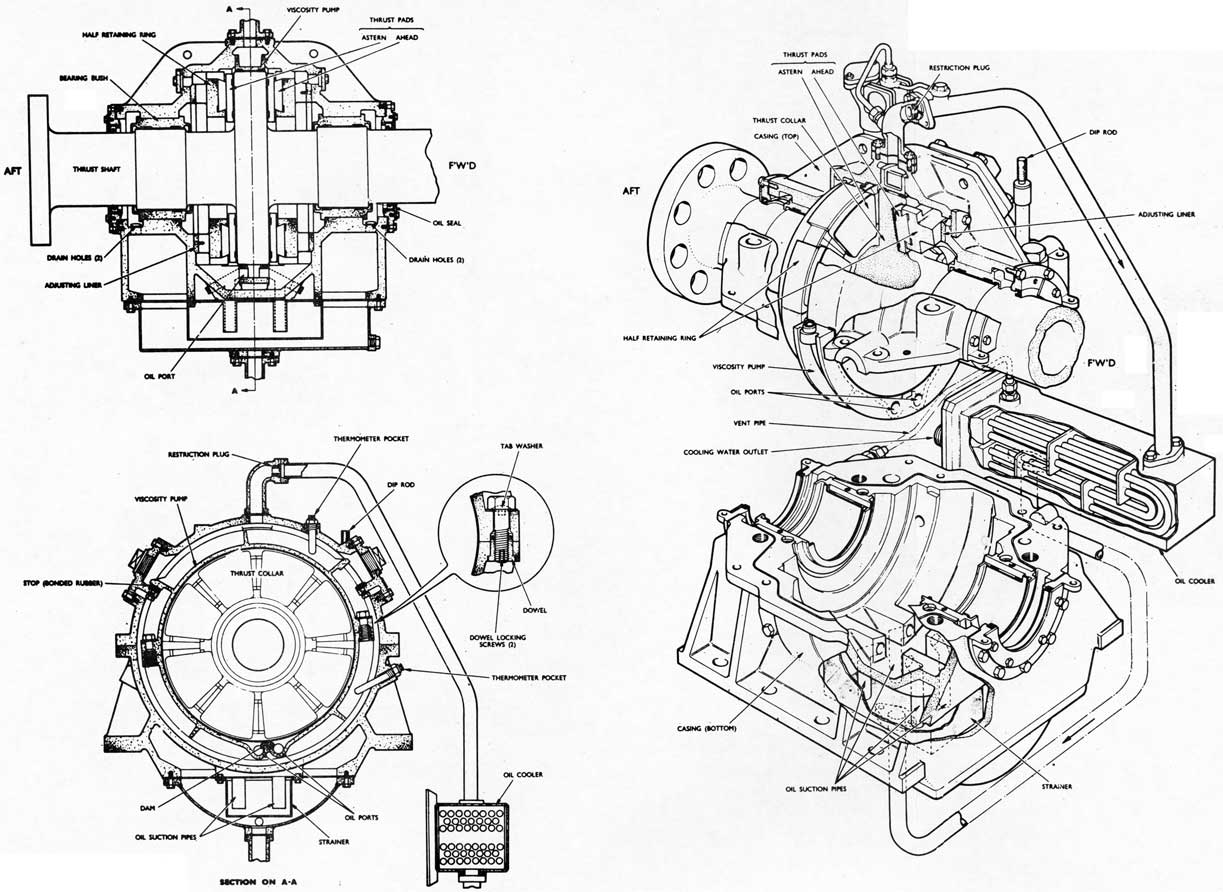 A
VISCOSITY PUMP
THRUST PADS
HALF RETAINING RING
ASTERN AHEAD
BEARING BUSH
AFT
THRUST SHAFT
F'W'D
OIL SEAL
DRAIN HOLES (2)
DRAIN HOLES (2)
ADJUSTING LINER
OIL PORT
A
THRUST PADS
ASTERN AHEAD
RESTRICTION PLUG
THRUST COLLAR
CASING (TOP)
DIP ROD
AFT
ADJUSTING LINER
HALF RETAINING RING
VISCOSITY PUMP
F'W'D
OIL PORTS
VENT PIPE
COOLING WATER OUTLET
OIL COOLER
CASING (BOTTOM)
OIL SUCTION PIPES
STRAINER
THERMOMETER POCKET
TAB WASHER
RESTRICTION PLUG
DIP ROD
VISCOSITY PUMP
THRUST COLLAR
STOP (BONDED RUBBER)
DOWEL
DOWEL LOCKING
SCREWS (2)
THERMOMETER POCKET
OIL COOLER
DAM
OIL PORTS
OIL SUCTION PIPES
STRAINER
SECTION ON A-A